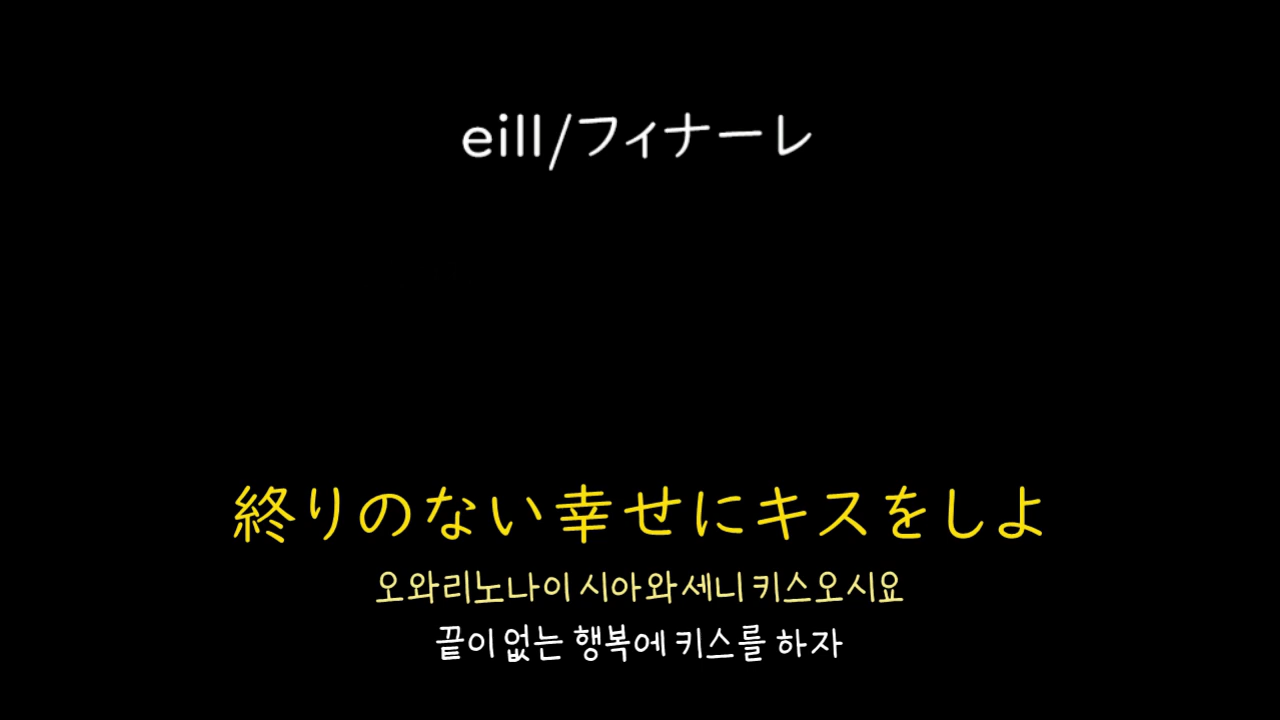 eill/フィナーレ
終りのない幸せにキスをしよ
오와리노나이 시아와세니 키스오시요
끝이 없는 행복에 키스를 하자